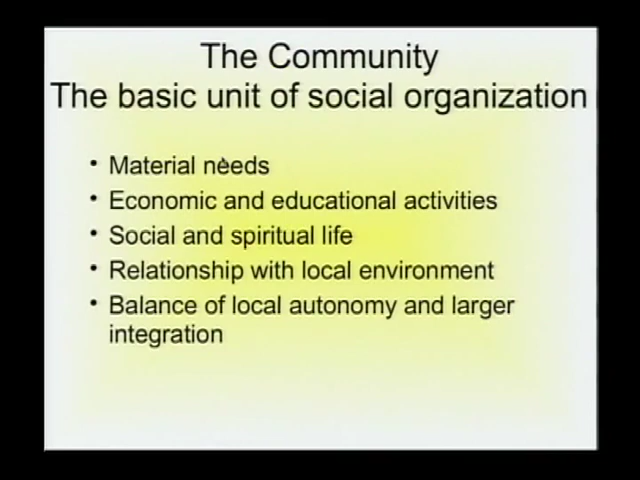 The Community
The basic unit of social organization
• Material needs
• Economic and educational activities
• Social and spiritual life
• Relationship with local environment
• Balance of local autonomy and larger
integration